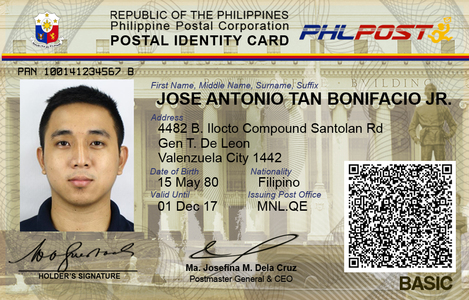 REPUBLIC OF THE PHILIPPINES
Philippine Postal Corporation
POSTAL IDENTITY CARD
PHLPOST
PRN 100141234567 B
First Name, Middle Name, Surname, Suffix
JOSE ANTONIO TAN BONIFACIO JR.
Address
4482 B. Ilocto Compound Santolan Rd
Gen T. De Leon
Valenzuela City 1442
Date of Birth Nationality
15 May 80 Filipino
Valid Until Issuing Post Office
01 Dec 17 MNL.QE
HOLDER'S SIGNATURE
Ma. Josefina M. Dela Cruz
Postmaster General & CEO
BASIC
BUILDING